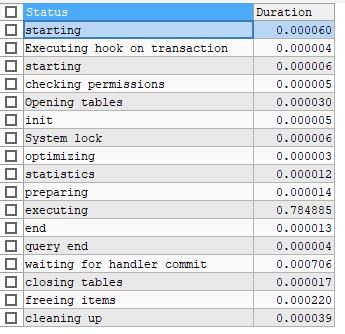 Status Duration
starting 0.000060
Executing hook on transaction 0.000004
starting 0.000006
checking permissions 0.000005
Opening tables 0.000030
init 0.000005
System lock 0.000006
optimizing 0.000003
statistics 0.000012
preparing 0.000014
executing 0.784885
end 0.000013
query end 0.000004
waiting for handler commit 0.000706
closing tables 0.000017
freeing items 0.000220
cleaning up 0.000039